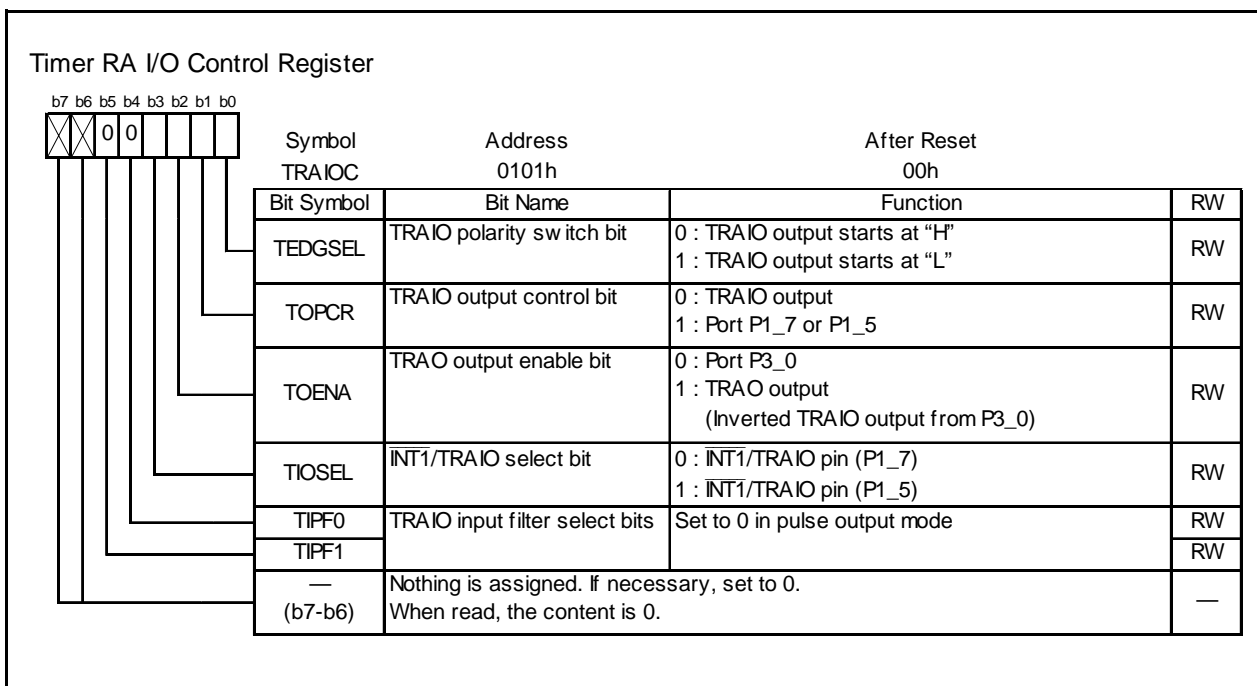 Timer RA I/O Control Register
b7 b6 b5 b4 b3 b2 b1 b0
0 0
Symbol Address After Reset
TRAIOC 0101h 00h
Bit Symbol Bit Name Function RW
TEDGSEL TRAIO polarity switch bit 0 : TRAIO output starts at “H” RW
1 : TRAIO output starts at “L”
TOPCR TRAIO output control bit 0 : TRAIO output RW
1 : Port P1_7 or P1_5
TOENA TRAO output enable bit 0 : Port P3_0 RW
1 : TRAO output
(Inverted TRAIO output from P3_0)
TIOSEL INT1/TRAIO select bit 0 : INT1/TRAIO pin (P1_7) RW
1 : INT1/TRAIO pin (P1_5)
TIPF0 TRAIO input filter select bits Set to 0 in pulse output mode RW
TIPF1 RW
— Nothing is assigned. If necessary, set to 0. —
(b7-b6) When read, the content is 0.